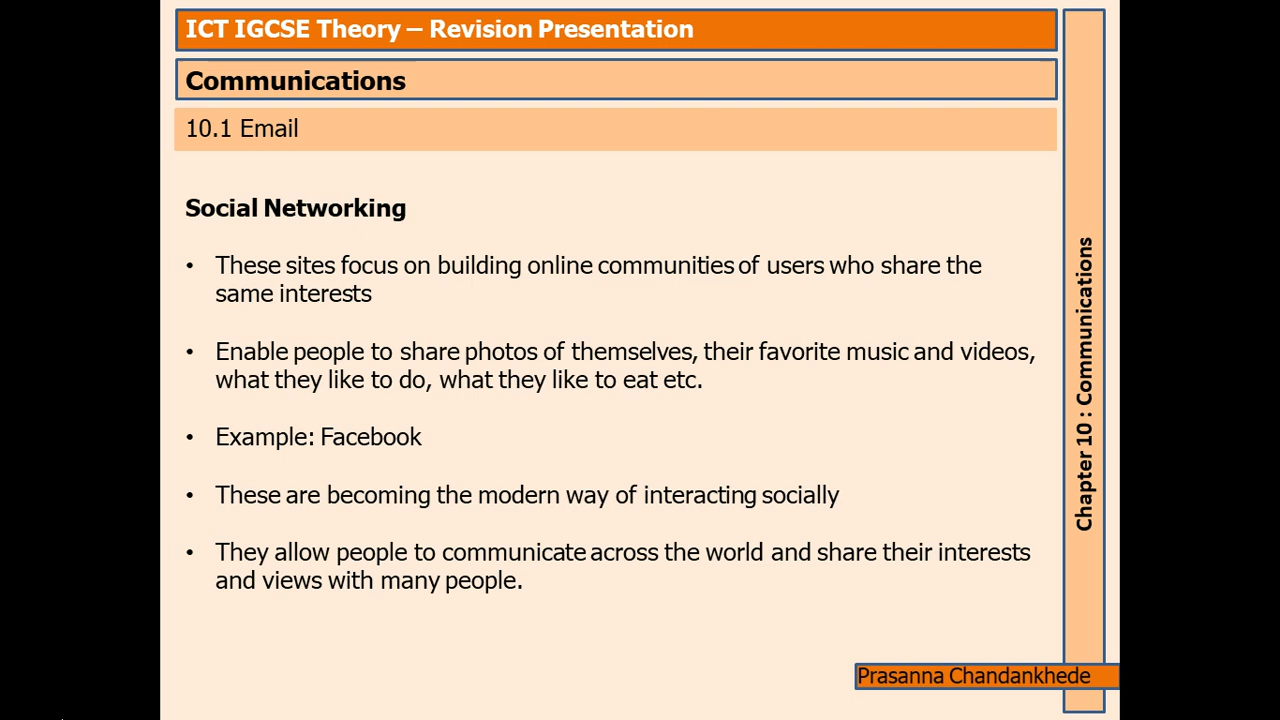 ICT IGCSE Theory – Revision Presentation
Communications
10.1 Email
Social Networking
• These sites focus on building online communities of users who share the
same interests
• Enable people to share photos of themselves, their favorite music and videos,
what they like to do, what they like to eat etc.
• Example: Facebook
• These are becoming the modern way of interacting socially
• They allow people to communicate across the world and share their interests
and views with many people.
Chapter 10 : Communications
Prasanna Chandankhede